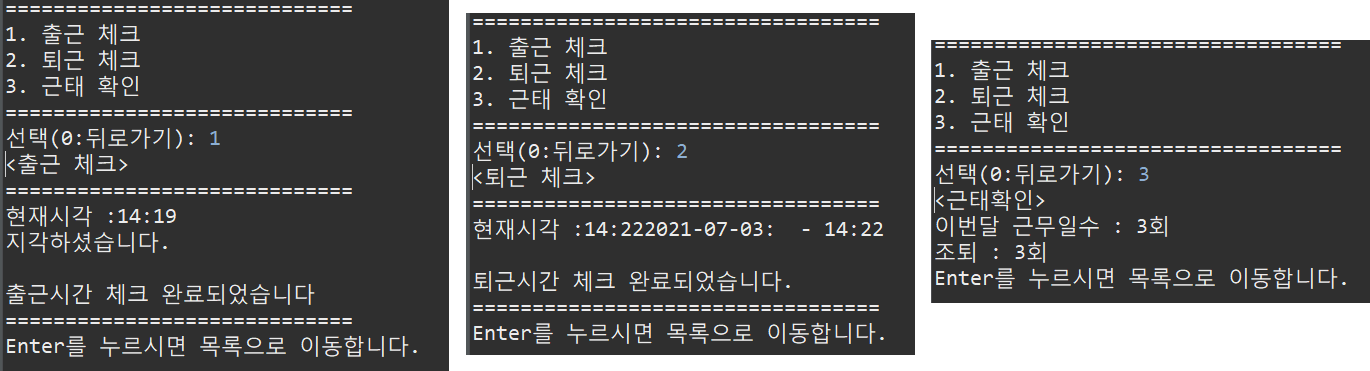 =============================
1. 출근 체크
2. 퇴근 체크
3. 근태 확인
=============================
선택(0:뒤로가기): 1
<출근 체크>
=============================
현재시각 :14:19
지각하셨습니다.
출근시간 체크 완료되었습니다
=============================
Enter를 누르시면 목록으로 이동합니다.
==================================
1. 출근 체크
2. 퇴근 체크
3. 근태 확인
==================================
선택(0:뒤로가기): 2
<퇴근 체크>
==================================
현재시각 :14:222021-07-03:  - 14:22
퇴근시간 체크 완료되었습니다.
==================================
Enter를 누르시면 목록으로 이동합니다.
==================================
1. 출근 체크
2. 퇴근 체크
3. 근태 확인
==================================
선택(0:뒤로가기): 3
<근태확인>
이번달 근무일수 : 3회
조퇴 : 3회
Enter를 누르시면 목록으로 이동합니다.